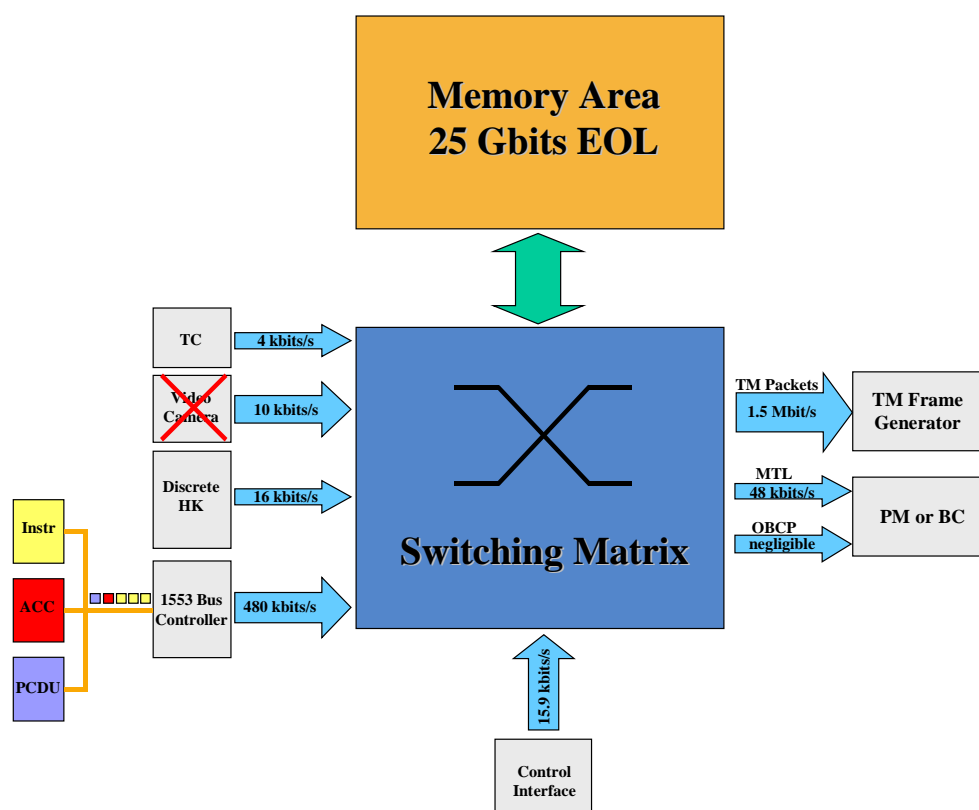 Memory Area
25 Gbits EOL
TC
4 kbits/s
Video
Camera
10 kbits/s
TM Packets
1.5 Mbit/s
TM Frame
Generator
Discrete
HK
16 kbits/s
MTL
48 kbits/s
OBCP
negligible
PM or BC
Switching Matrix
Instr
ACC
PCDU
1553 Bus
Controller
480 kbits/s
15.9 kbits/s
Control
Interface